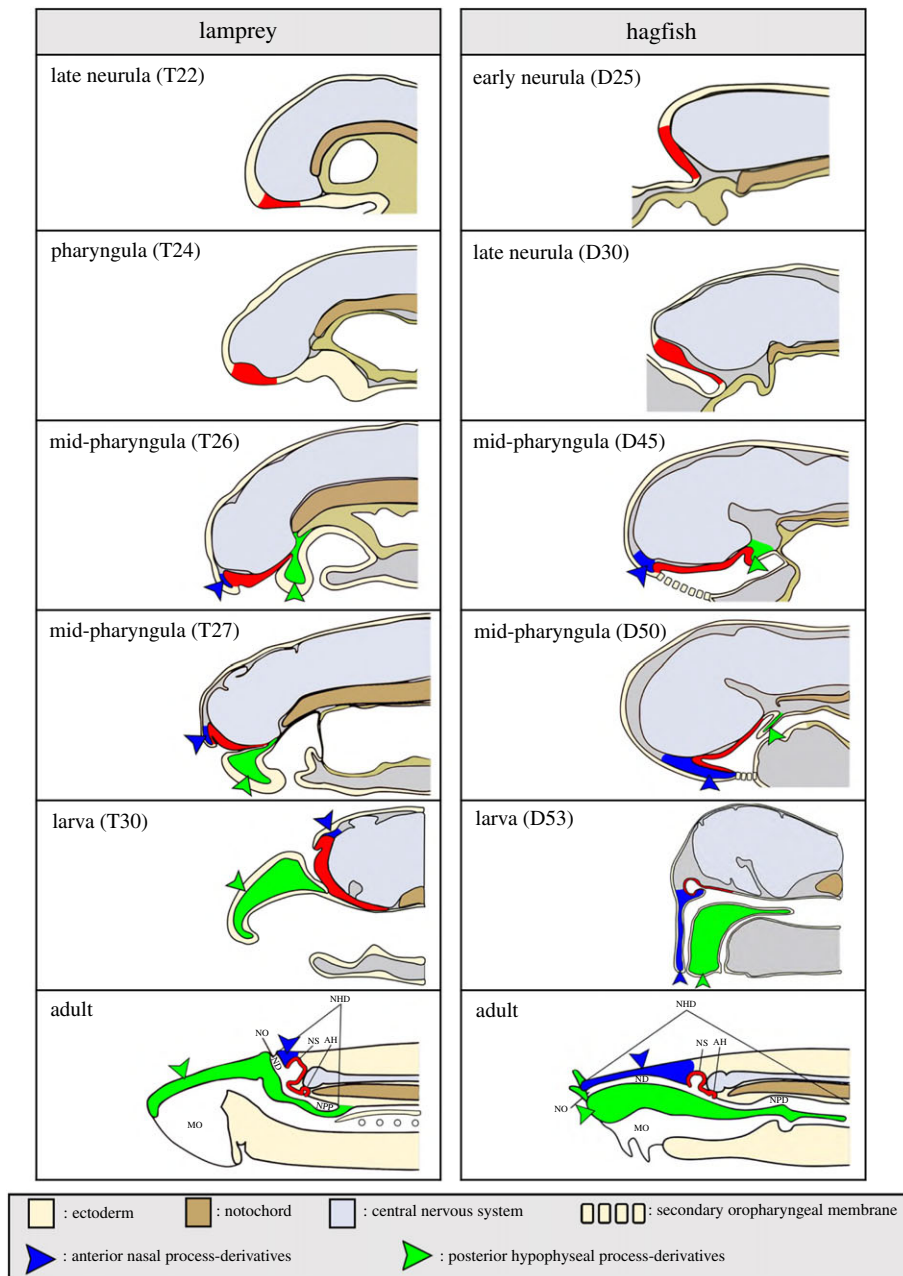 lamprey
hagfish
late neurula (T22)
early neurula (D25)
pharyngula (T24)
late neurula (D30)
mid-pharyngula (T26)
mid-pharyngula (D45)
mid-pharyngula (T27)
mid-pharyngula (D50)
larva (T30)
larva (D53)
adult
NHD
NO
ND
NS
AH
NPP
MO
adult
NHD
NS
AH
ND
NPD
NO
MO
: ectoderm
: notochord
: central nervous system
: secondary oropharyngeal membrane
: anterior nasal process-derivatives
: posterior hypophyseal process-derivatives